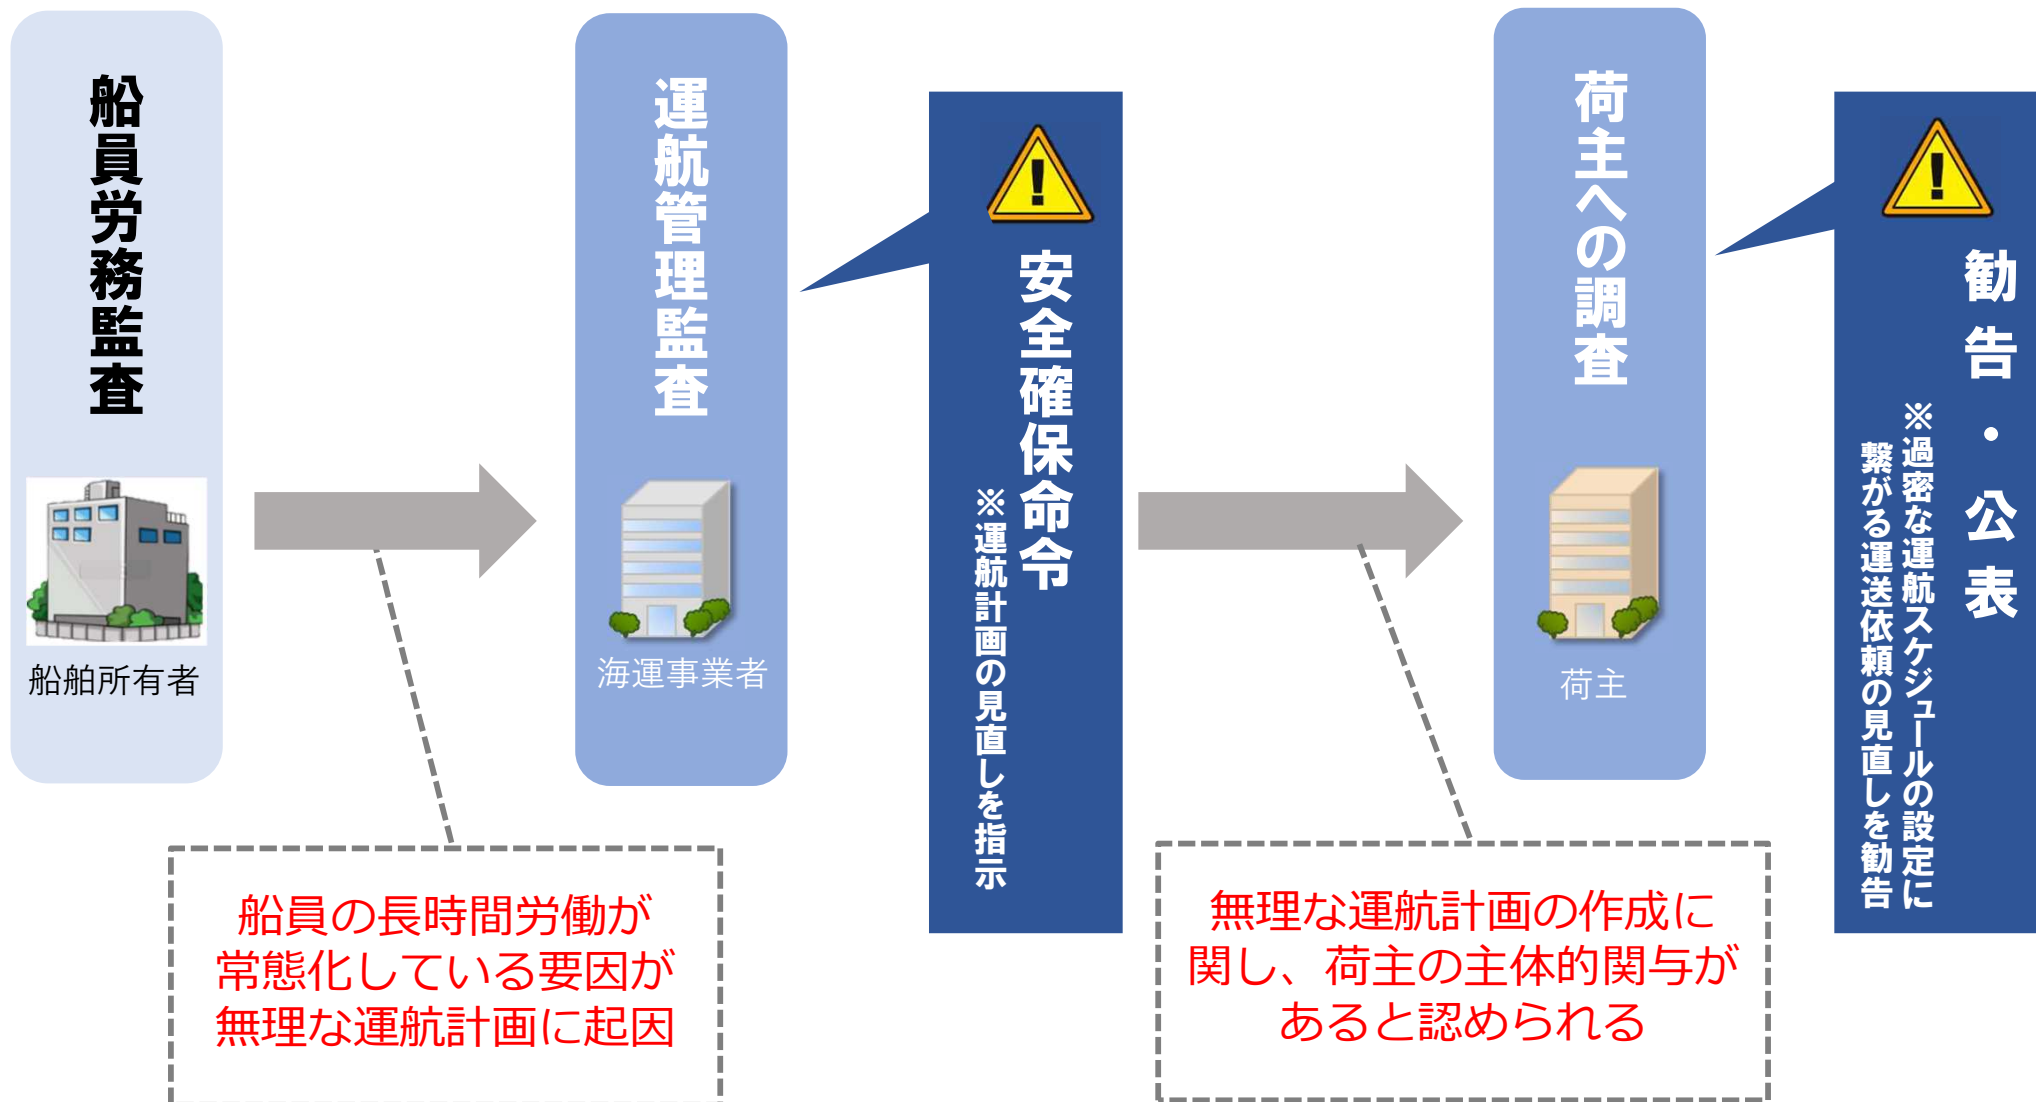 船員労務監査
船舶所有者
船員の長時間労働が
常態化している要因が
無理な運航計画に起因
運航管理監査
海運事業者
安全確保命令
※運航計画の見直しを指示
荷主への調査
荷主
無理な運航計画の作成に
関し、荷主の主体的関与が
あると認められる
勧告・公表
※過密な運航スケジュールの設定に
繋がる運送依頼の見直しを勧告